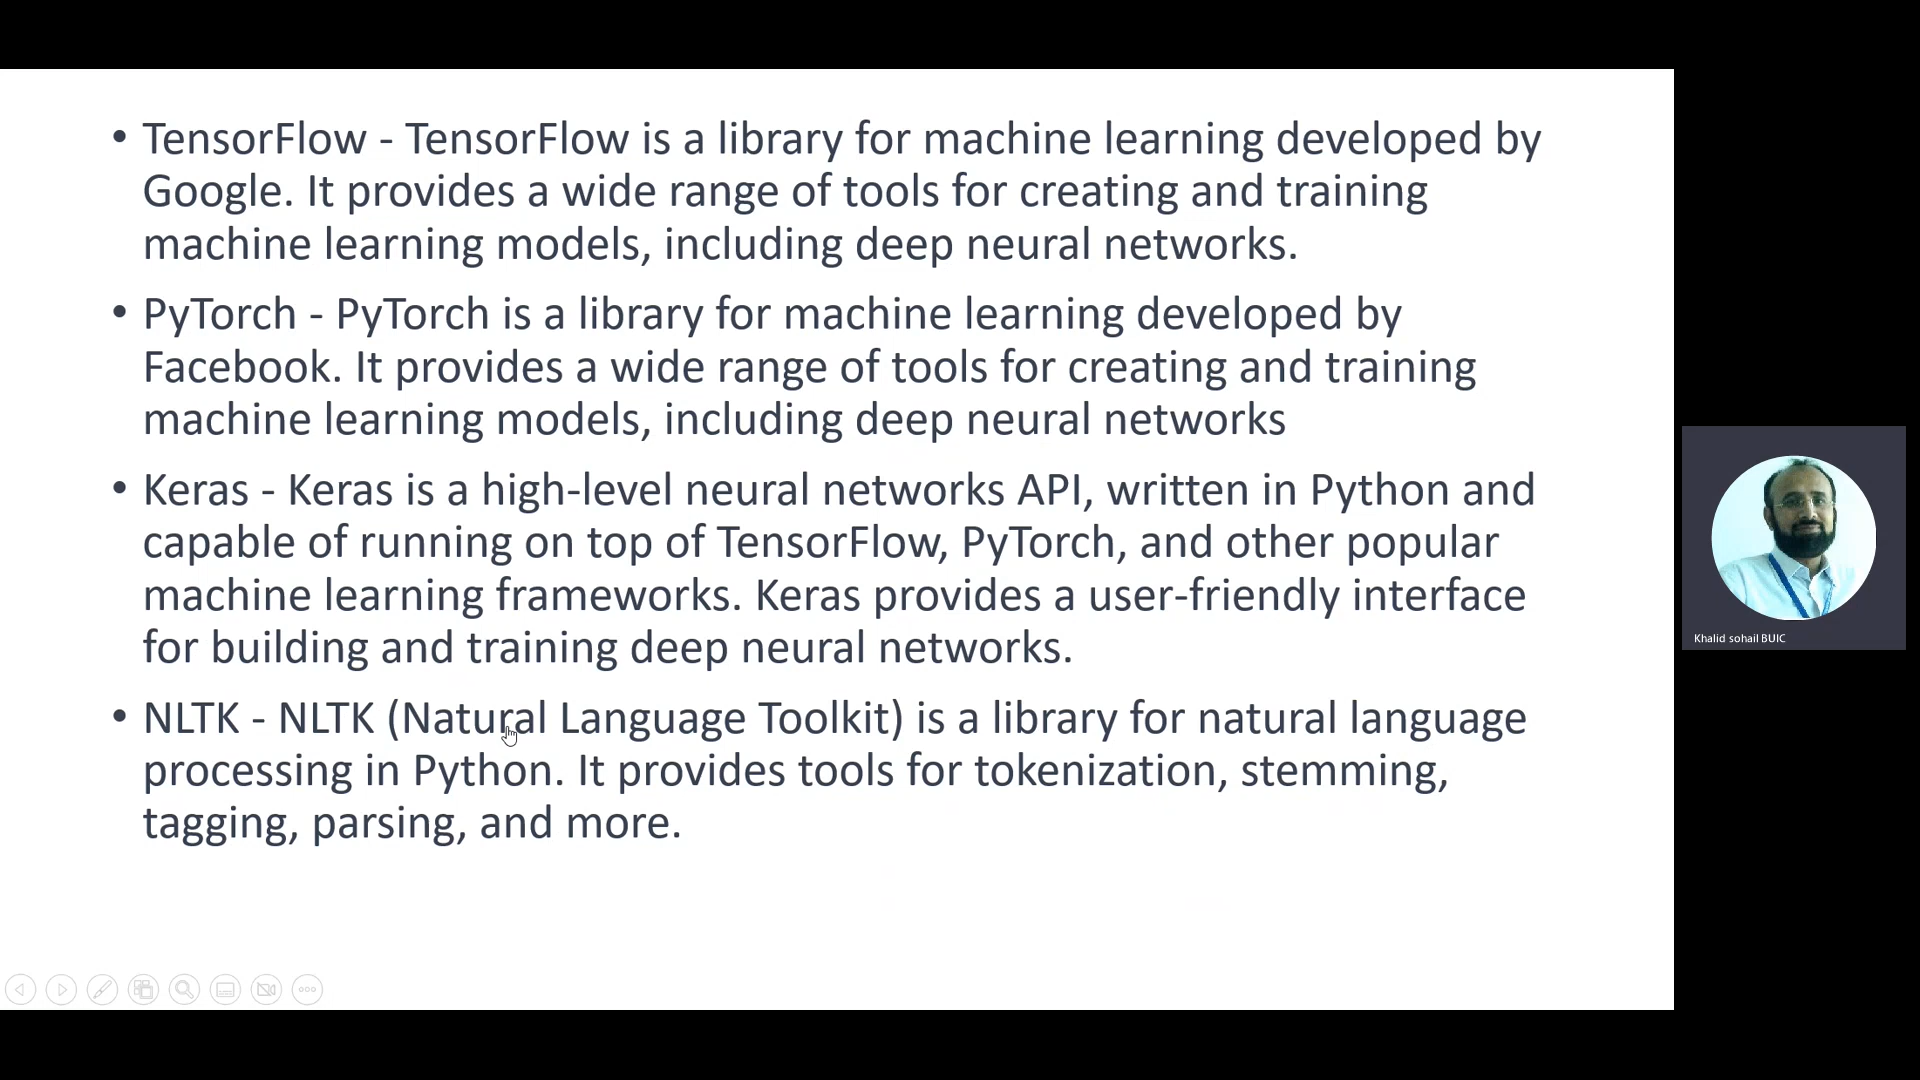 • TensorFlow - TensorFlow is a library for machine learning developed by
Google. It provides a wide range of tools for creating and training
machine learning models, including deep neural networks.
• PyTorch - PyTorch is a library for machine learning developed by
Facebook. It provides a wide range of tools for creating and training
machine learning models, including deep neural networks
• Keras - Keras is a high-level neural networks API, written in Python and
capable of running on top of TensorFlow, PyTorch, and other popular
machine learning frameworks. Keras provides a user-friendly interface
for building and training deep neural networks.
• NLTK - NLTK (Natural Language Toolkit) is a library for natural language
processing in Python. It provides tools for tokenization, stemming,
tagging, parsing, and more.
Khalid sohail BUIC